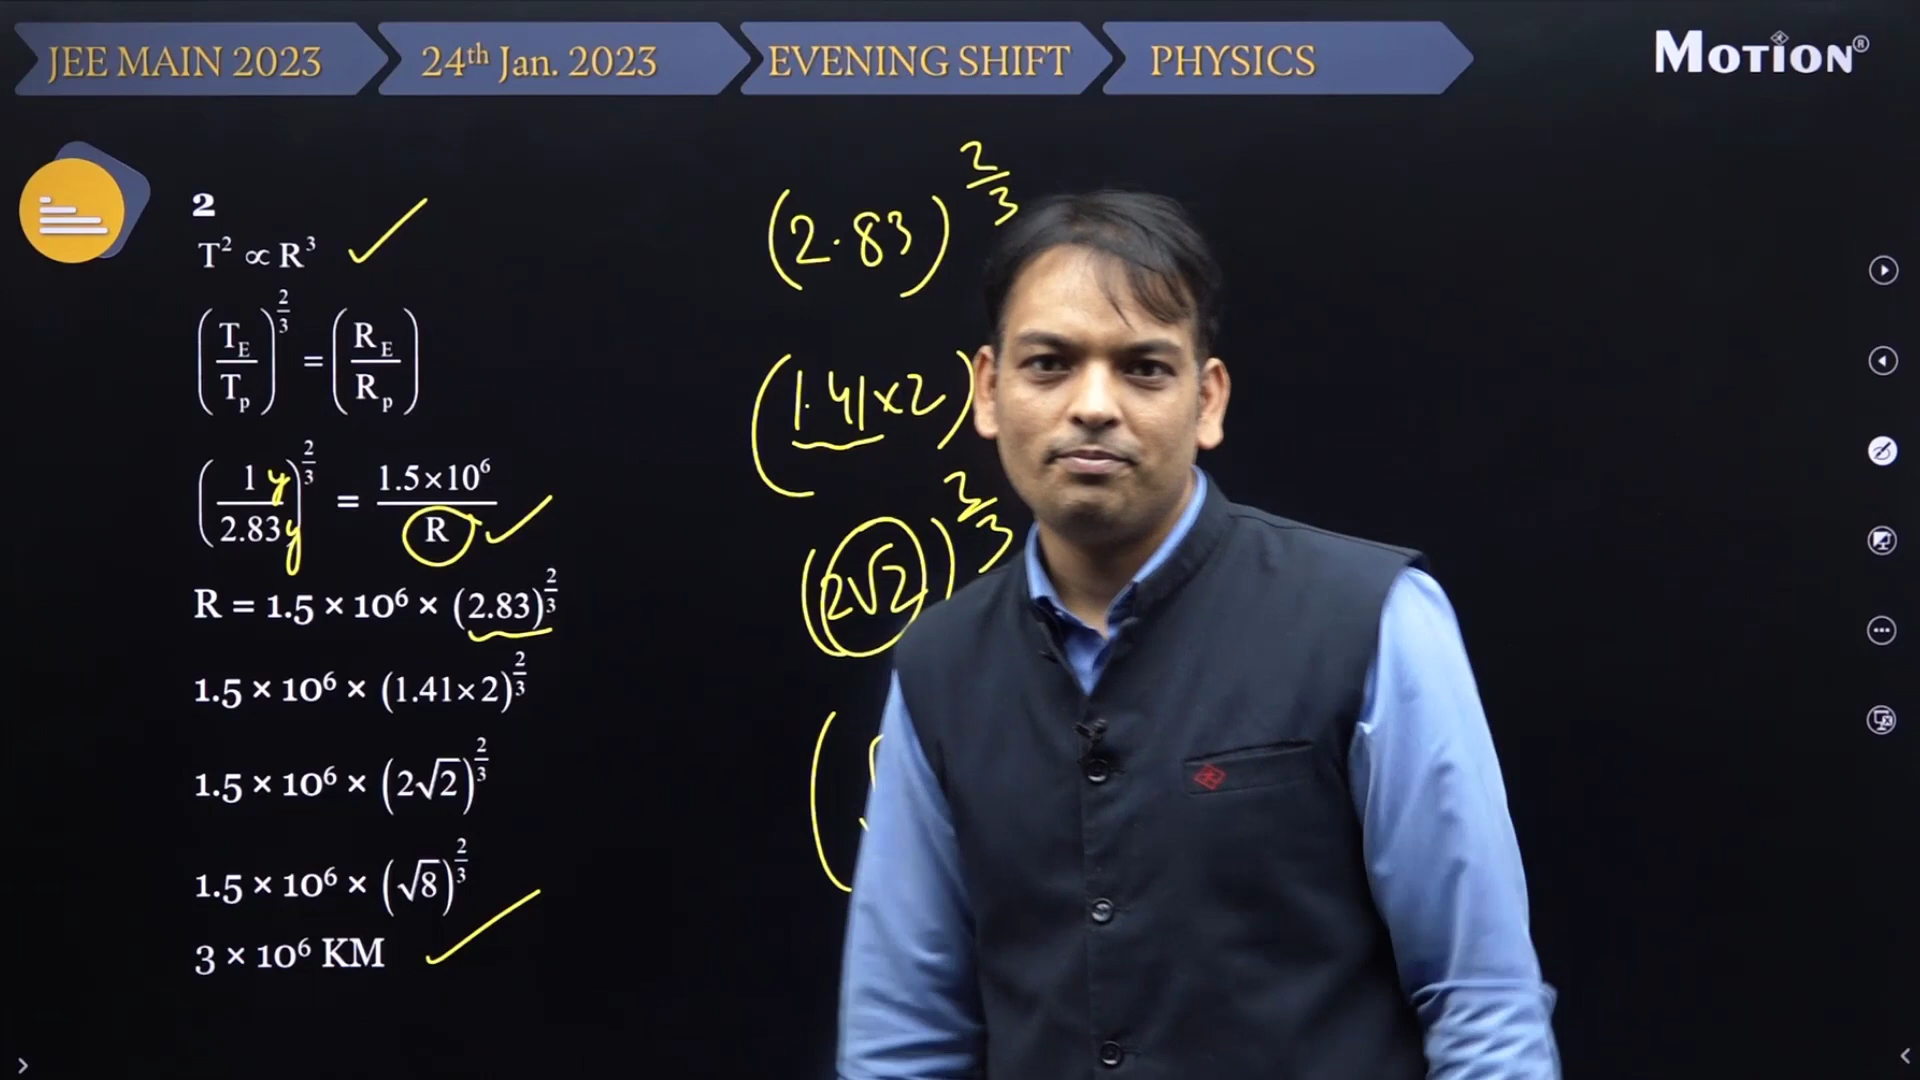 JEE MAIN 2023 24th Jan. 2023 EVENING SHIFT PHYSICS MOTION®
2
T² ∝ R³
(T_E/T_p)^(2/3) = (R_E/R_p)
(1y/2.83y)^(2/3) = 1.5×10⁶/R
R = 1.5 × 10⁶ × (2.83)^(2/3)
1.5 × 10⁶ × (1.41×2)^(2/3)
1.5 × 10⁶ × (2√2)^(2/3)
1.5 × 10⁶ × (√8)^(2/3)
3 × 10⁶ KM
(2.83)^(2/3)
(1.41×2)
(2√2)^(2/3)